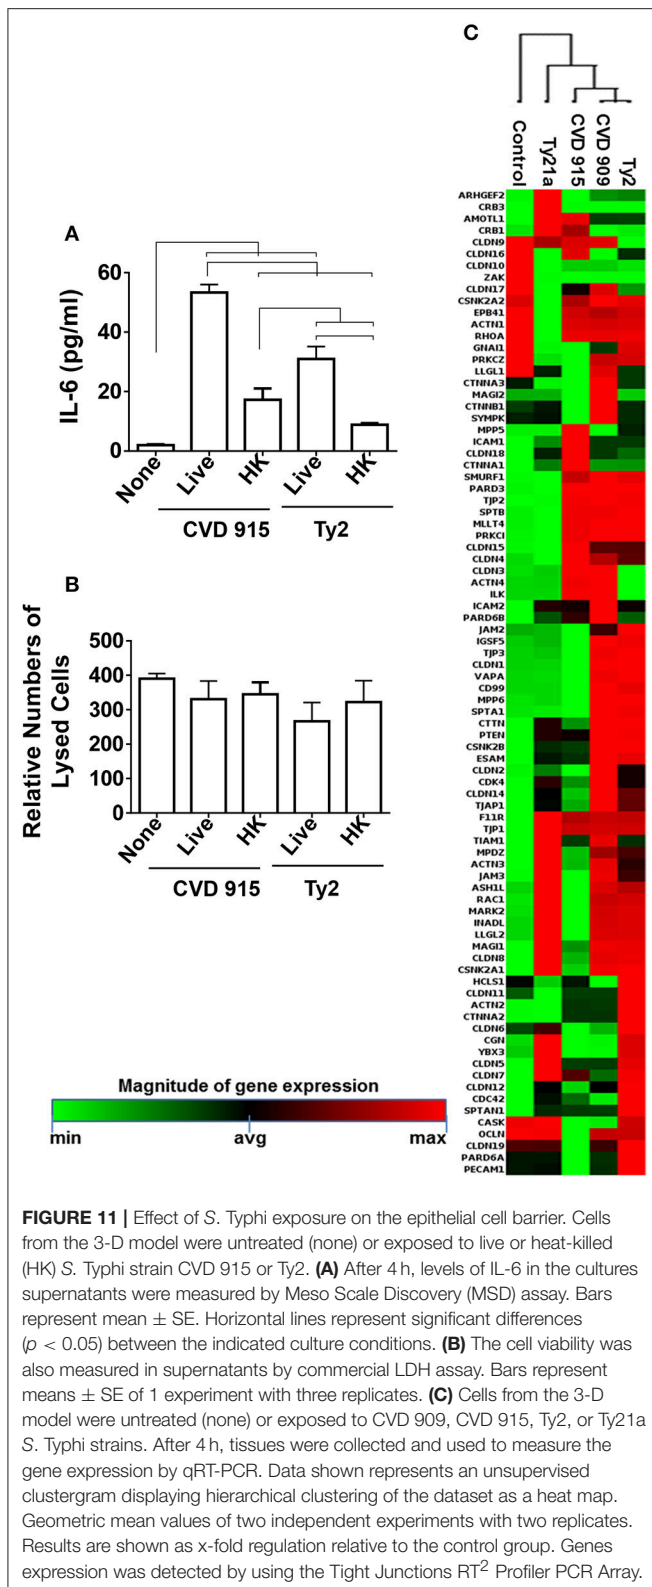 A
IL-6 (pg/ml)
60
40
20
0
None
Live
HK
Live
HK
CVD 915
Ty2
B
Relative Numbers of
Lysed Cells
500
400
300
200
100
0
None
Live
HK
Live
HK
CVD 915
Ty2
Magnitude of gene expression
min
avg
max
C
Control
Ty21a
CVD 915
CVD 909
Ty2
ARHGEF2
CRB3
AMOTL1
CRB1
CLDN9
CLDN16
CLDN10
ZAK
CLDN17
CSNK2A2
EPB41
ACTN1
RHOA
GNAI1
PRKCZ
LLGL1
CTNNA3
MAGI2
CTNNB1
SYMPK
MPP5
ICAM1
CLDN18
CTNNA1
SMURF1
PARD3
TJP2
SPTB
MLLT4
PRKCI
CLDN15
CLDN4
CLDN3
ACTN4
ILK
ICAM2
PARD6B
JAM2
IGSF5
TJP3
CLDN1
VAPA
CD99
MPP6
SPTA1
CTTN
PTEN
CSNK2B
ESAM
CLDN2
CDK4
CLDN14
TJAP1
F11R
TJP1
TIAM1
MPDZ
ACTN3
JAM3
ASH1L
RAC1
MARK2
INADL
LLGL2
MAGI1
CLDN8
CSNK2A1
HCLS1
CLDN11
ACTN2
CTNNA2
CLDN6
CGN
YBX3
CLDN5
CLDN7
CLDN12
CDC42
SPTAN1
CASK
OCLN
CLDN19
PARD6A
PECAM1
FIGURE 11 | Effect of S. Typhi exposure on the epithelial cell barrier. Cells
from the 3-D model were untreated (none) or exposed to live or heat-killed
(HK) S. Typhi strain CVD 915 or Ty2. (A) After 4 h, levels of IL-6 in the cultures
supernatants were measured by Meso Scale Discovery (MSD) assay. Bars
represent mean ± SE. Horizontal lines represent significant differences
(p < 0.05) between the indicated culture conditions. (B) The cell viability was
also measured in supernatants by commercial LDH assay. Bars represent
means ± SE of 1 experiment with three replicates. (C) Cells from the 3-D
model were untreated (none) or exposed to CVD 909, CVD 915, Ty2, or Ty21a
S. Typhi strains. After 4 h, tissues were collected and used to measure the
gene expression by qRT-PCR. Data shown represents an unsupervised
clustergram displaying hierarchical clustering of the dataset as a heat map.
Geometric mean values of two independent experiments with two replicates.
Results are shown as x-fold regulation relative to the control group. Genes
expression was detected by using the Tight Junctions RT² Profiler PCR Array.